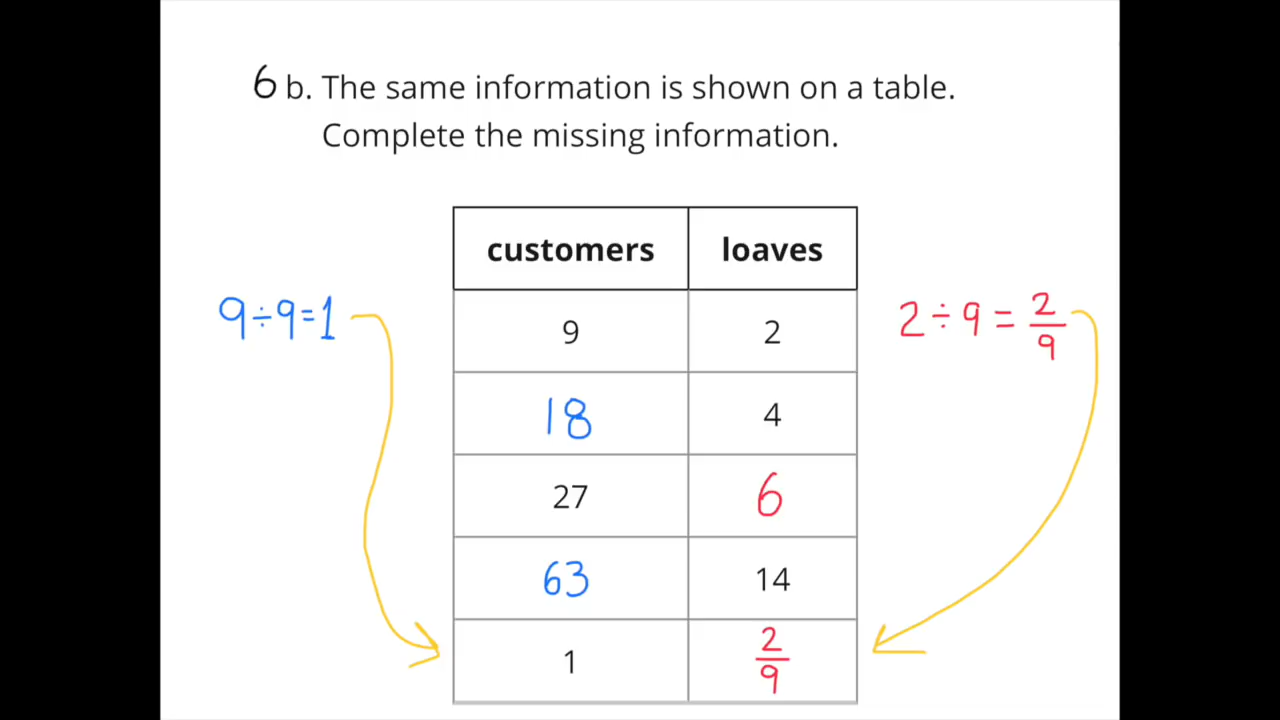 6 b. The same information is shown on a table.
Complete the missing information.
customers loaves
9÷9=1 9 2 2÷9=2/9
18 4
27 6
63 14
1 2/9